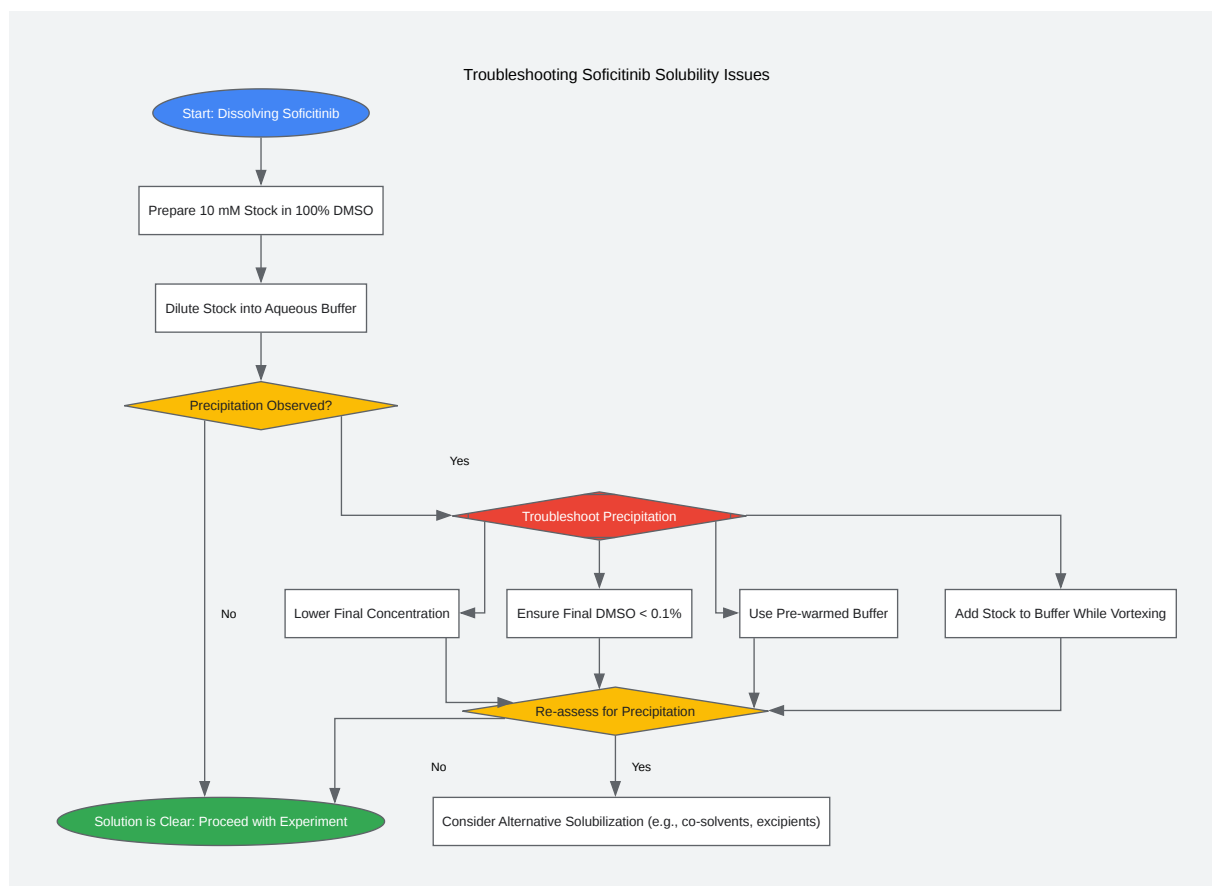 Troubleshooting Soficitinib Solubility Issues
Start: Dissolving Soficitinib
Prepare 10 mM Stock in 100% DMSO
Dilute Stock into Aqueous Buffer
Precipitation Observed?
Yes
Troubleshoot Precipitation
No
Lower Final Concentration
Ensure Final DMSO < 0.1%
Use Pre-warmed Buffer
Add Stock to Buffer While Vortexing
Re-assess for Precipitation
No
Yes
Solution is Clear: Proceed with Experiment
Consider Alternative Solubilization (e.g., co-solvents, excipients)